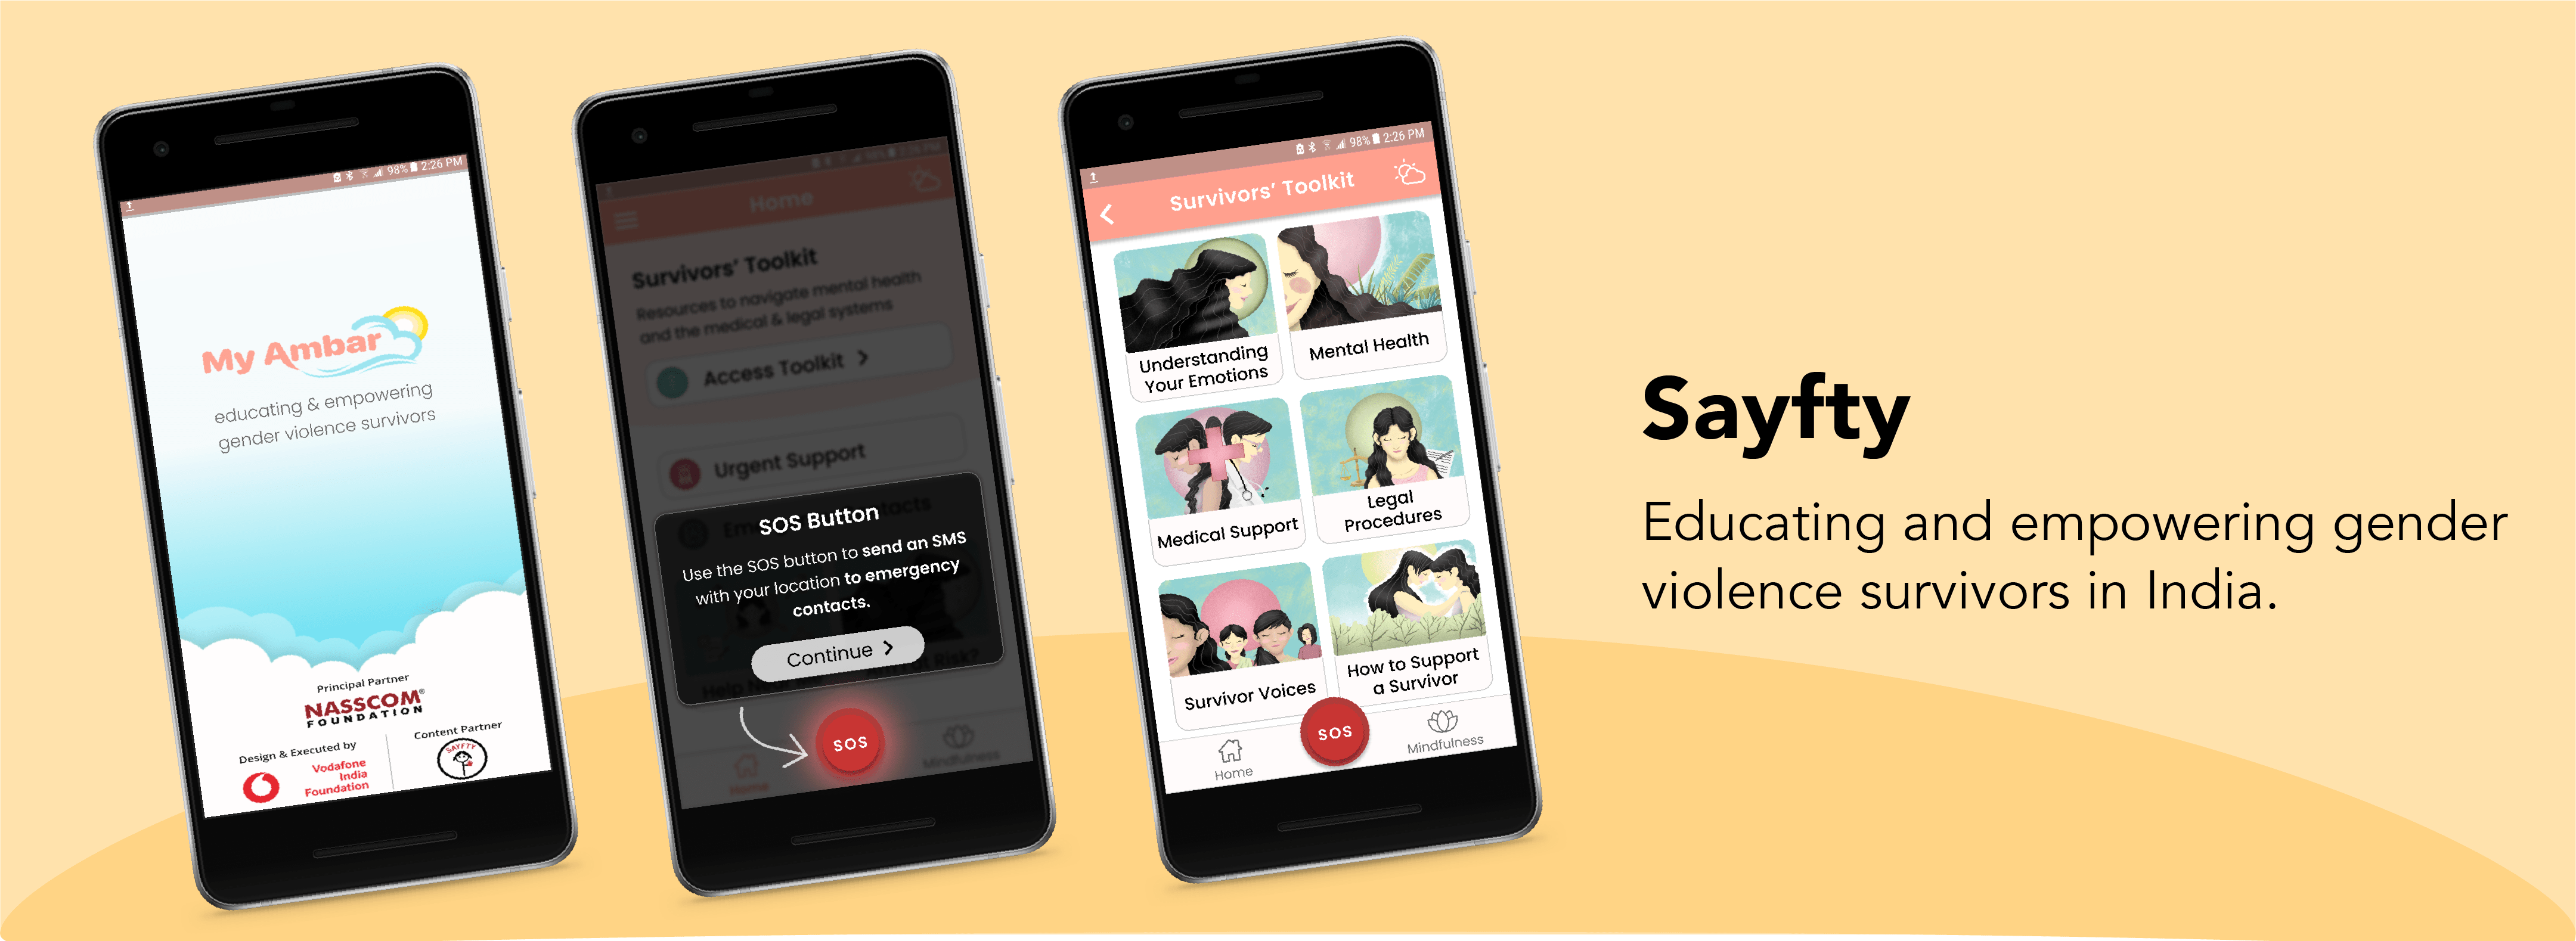 98% 2:26 PM
My Ambar
educating & empowering
gender violence survivors
Principal Partner
NASSCOM®
FOUNDATION
Design & Executed by
Vodafone
India
Foundation
Content Partner
SAYFTY
Home
Survivors’ Toolkit
Resources to navigate mental health
and the medical & legal systems
Access Toolkit
Urgent Support
SOS Button
Use the SOS button to send an SMS
with your location to emergency
contacts.
Continue
SOS
Home
Mindfulness
98% 2:26 PM
Survivors’ Toolkit
Understanding
Your Emotions
Mental Health
Medical Support
Legal
Procedures
Survivor Voices
How to Support
a Survivor
Home
SOS
Mindfulness
Sayfty
Educating and empowering gender
violence survivors in India.